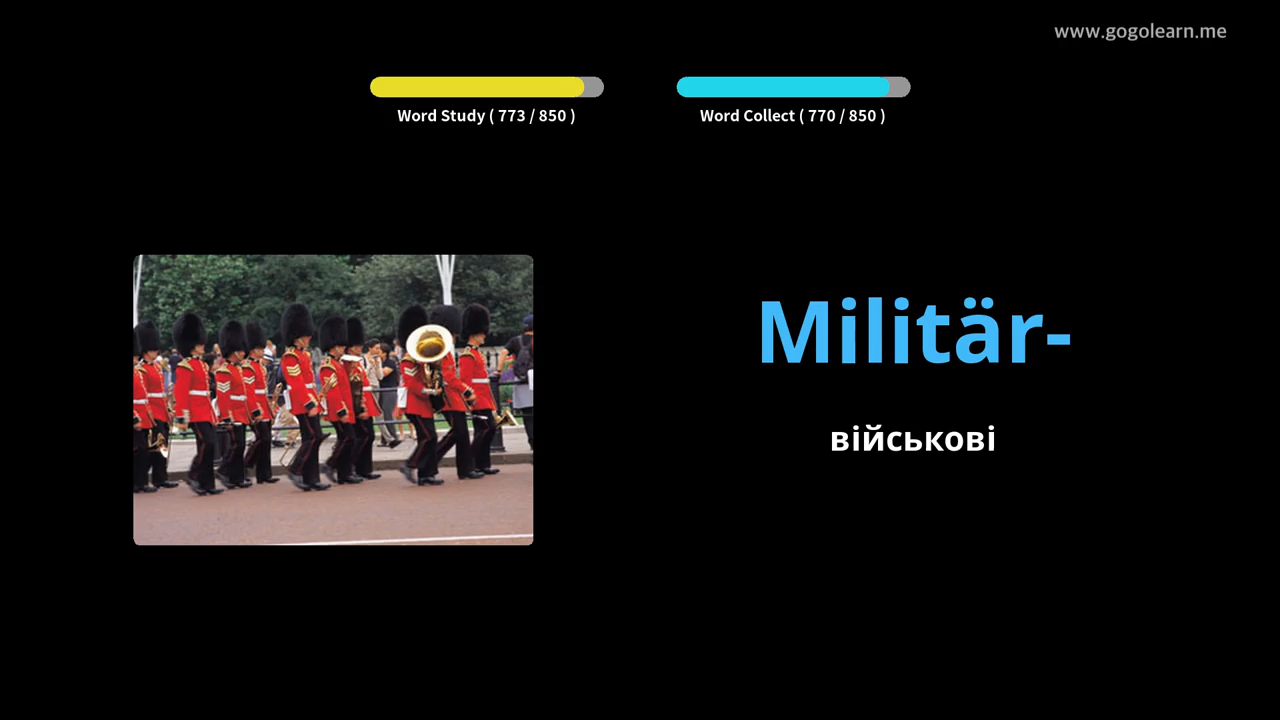 www.gogolearn.me
Word Study ( 773 / 850 )
Word Collect ( 770 / 850 )
Militär-
військові